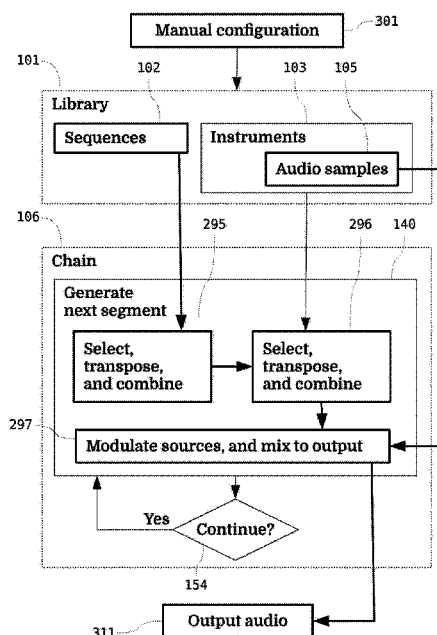 Manual configuration
301
101
102
103
105
Library
Sequences
Instruments
Audio samples
106
295
296
140
Chain
Generate
next segment
Select,
transpose,
and combine
Select,
transpose,
and combine
297
Modulate sources, and mix to output
Yes
Continue?
154
Output audio
311